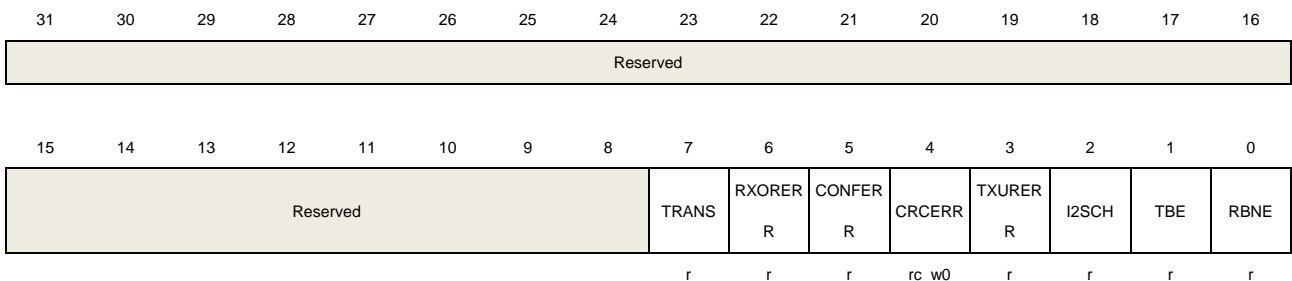 31 30 29 28 27 26 25 24 23 22 21 20 19 18 17 16
Reserved
15 14 13 12 11 10 9 8 7 6 5 4 3 2 1 0
Reserved TRANS RXORER R CONFER R CRCERR TXURER R I2SCH TBE RBNE
r r r rc_w0 r r r r